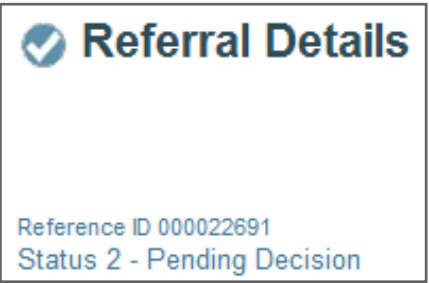 Referral Details
Reference ID 000022691
Status 2 - Pending Decision